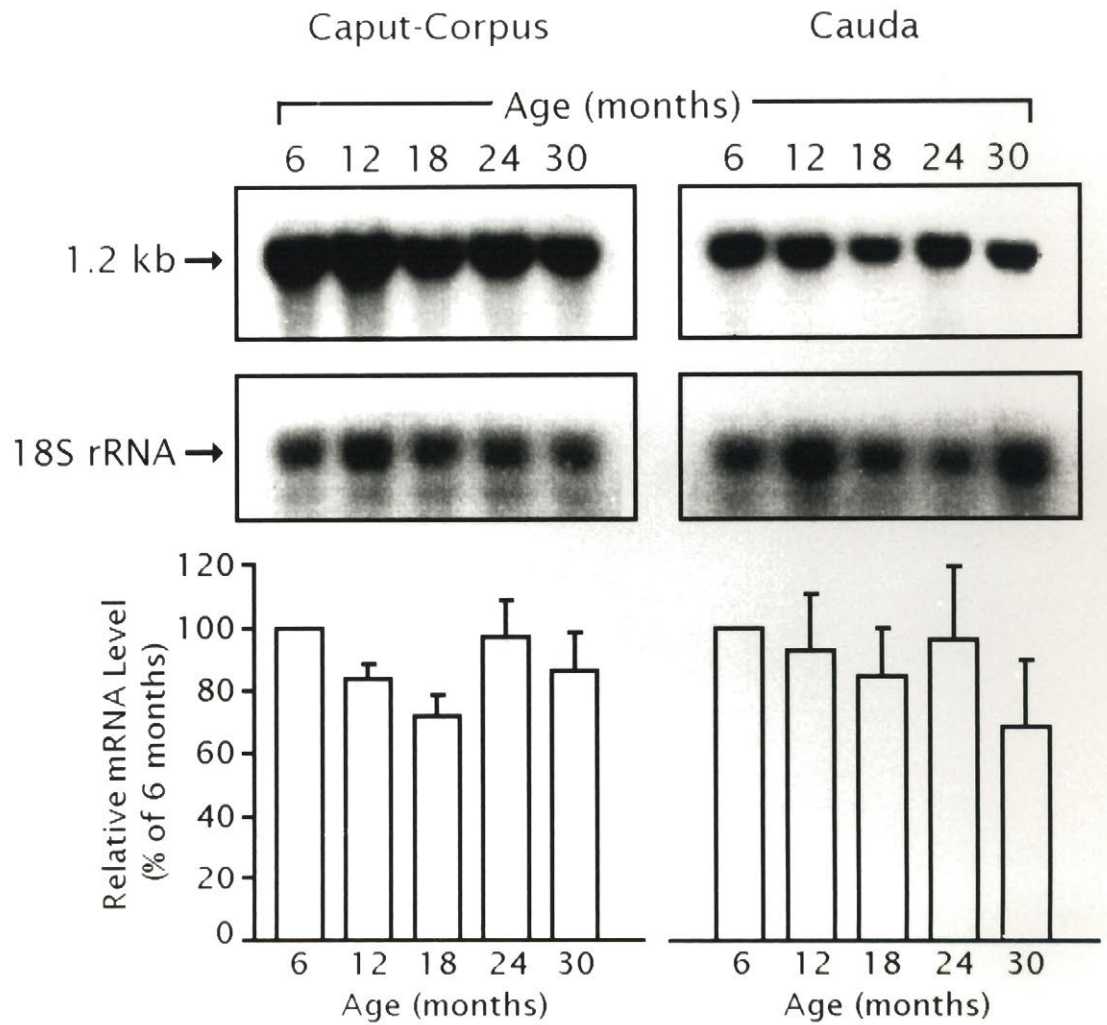 Caput-Corpus Cauda
Age (months)
6 12 18 24 30 6 12 18 24 30
1.2 kb
18S rRNA
Relative mRNA Level
(% of 6 months)
120
100
80
60
40
20
0
6 12 18 24 30 6 12 18 24 30
Age (months) Age (months)